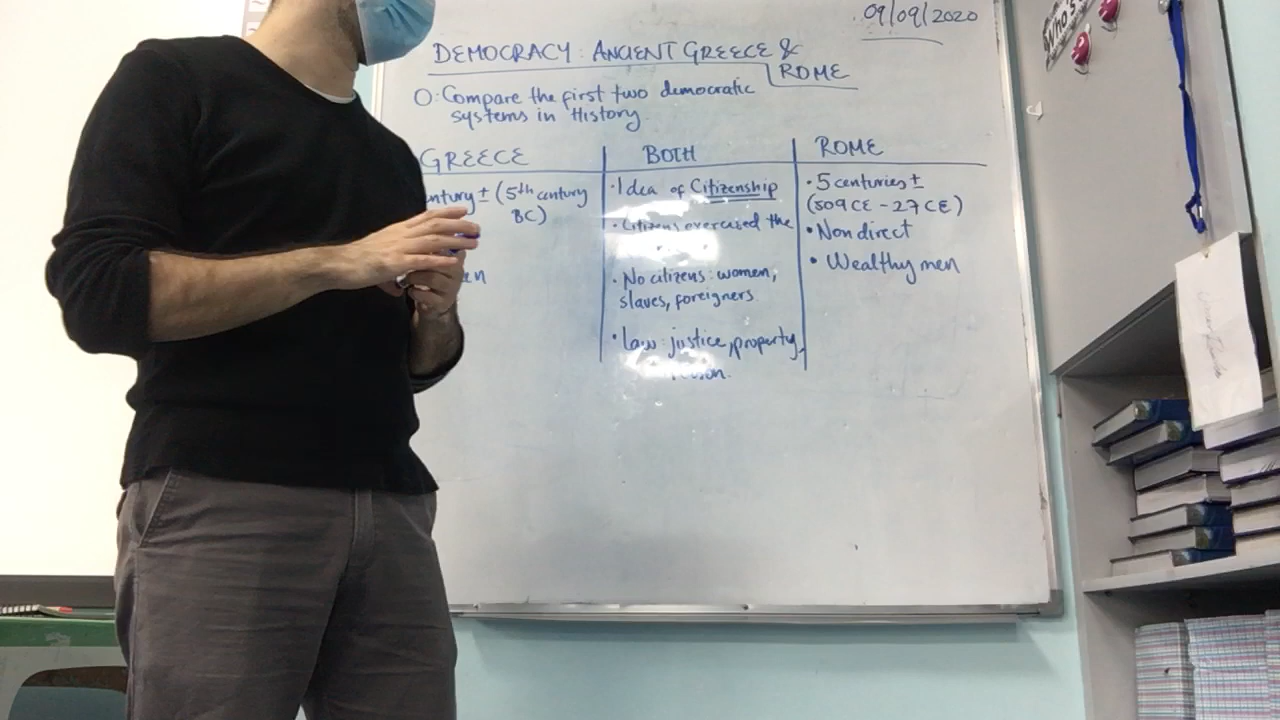 09/09/2020
DEMOCRACY: ANCIENT GREECE &
ROME
O: Compare the first two democratic
systems in History.
GREECE
BOTH
ROME
± (5th century
BC)
• Idea of Citizenship
• Citizens exercised the
• No citizens: women,
slaves, foreigners.
• Law: justice, property,
• 5 centuries ±
(509 CE - 27 CE)
• Non direct
• Wealthy men
Who's